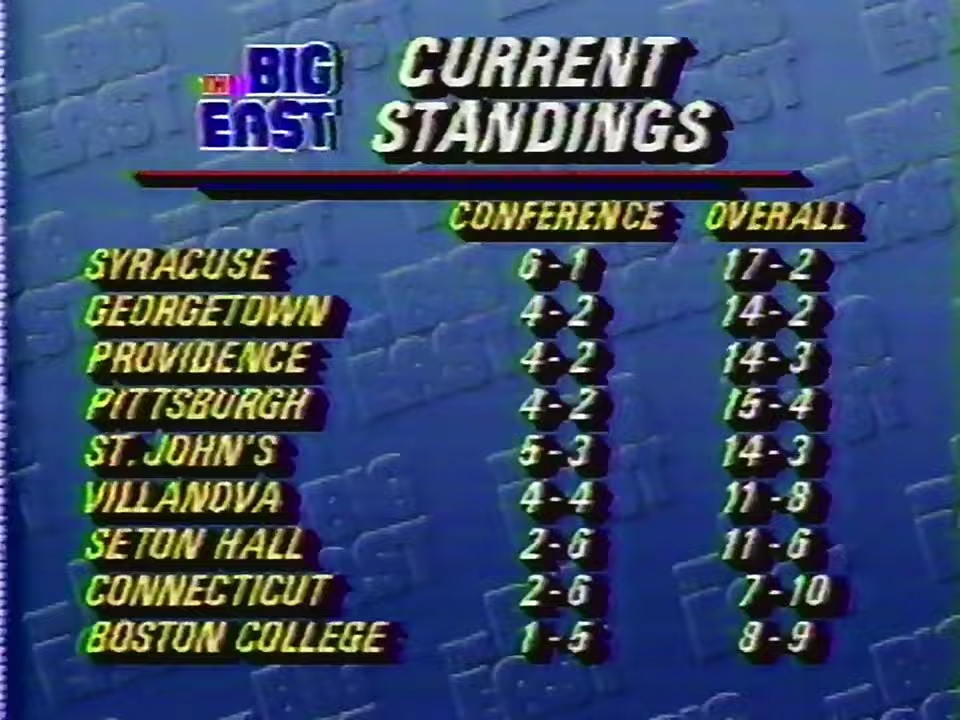 THE BIG EAST
CURRENT STANDINGS
CONFERENCE OVERALL
SYRACUSE 6-1 17-2
GEORGETOWN 4-2 14-2
PROVIDENCE 4-2 14-3
PITTSBURGH 4-2 15-4
ST. JOHN'S 5-3 14-3
VILLANOVA 4-4 11-8
SETON HALL 2-6 11-6
CONNECTICUT 2-6 7-10
BOSTON COLLEGE 1-5 8-9